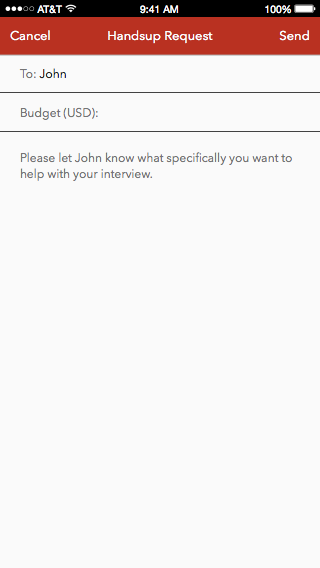 AT&T 9:41 AM 100%
Cancel Handsup Request Send
To: John
Budget (USD):
Please let John know what specifically you want to
help with your interview.